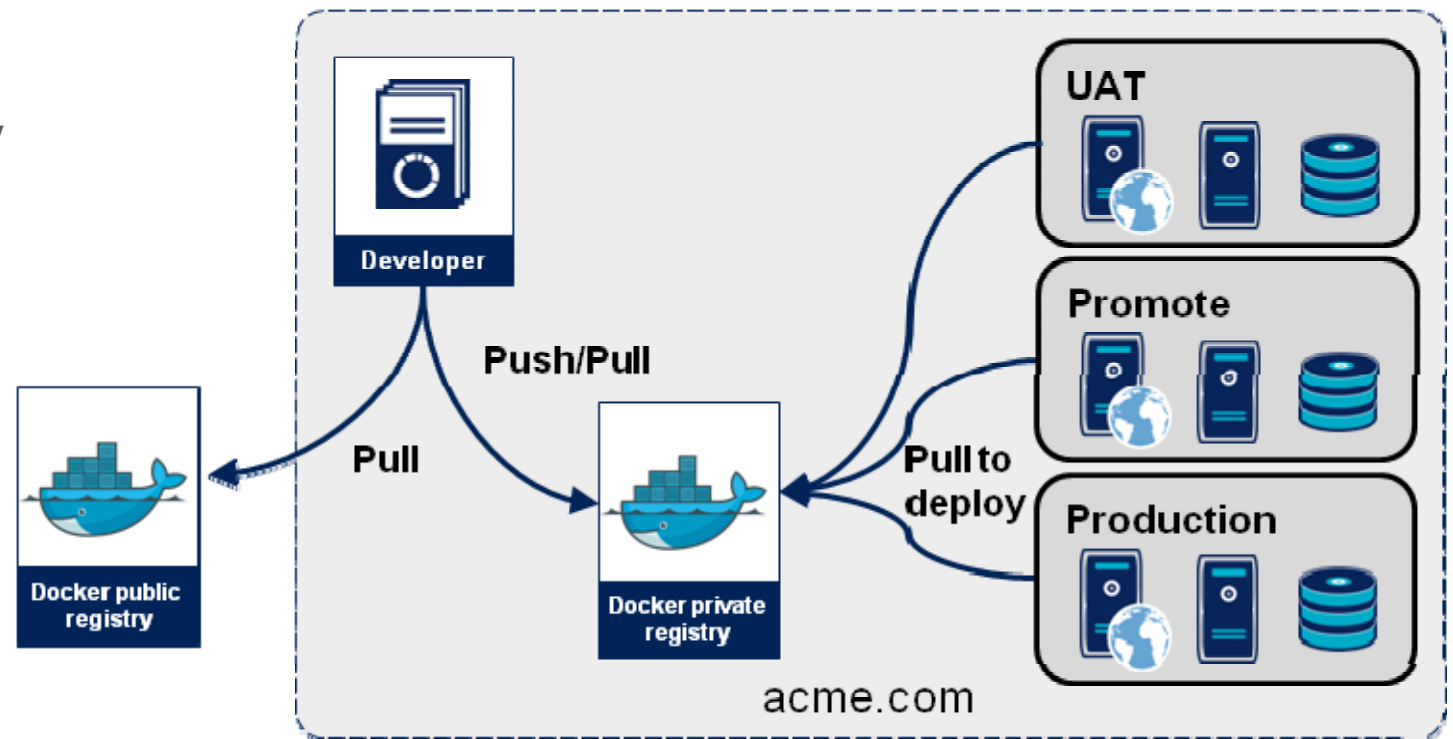 UAT
Developer
Promote
Push/Pull
Pull
Pull to
deploy
Production
Docker public
registry
Docker private
registry
acme.com